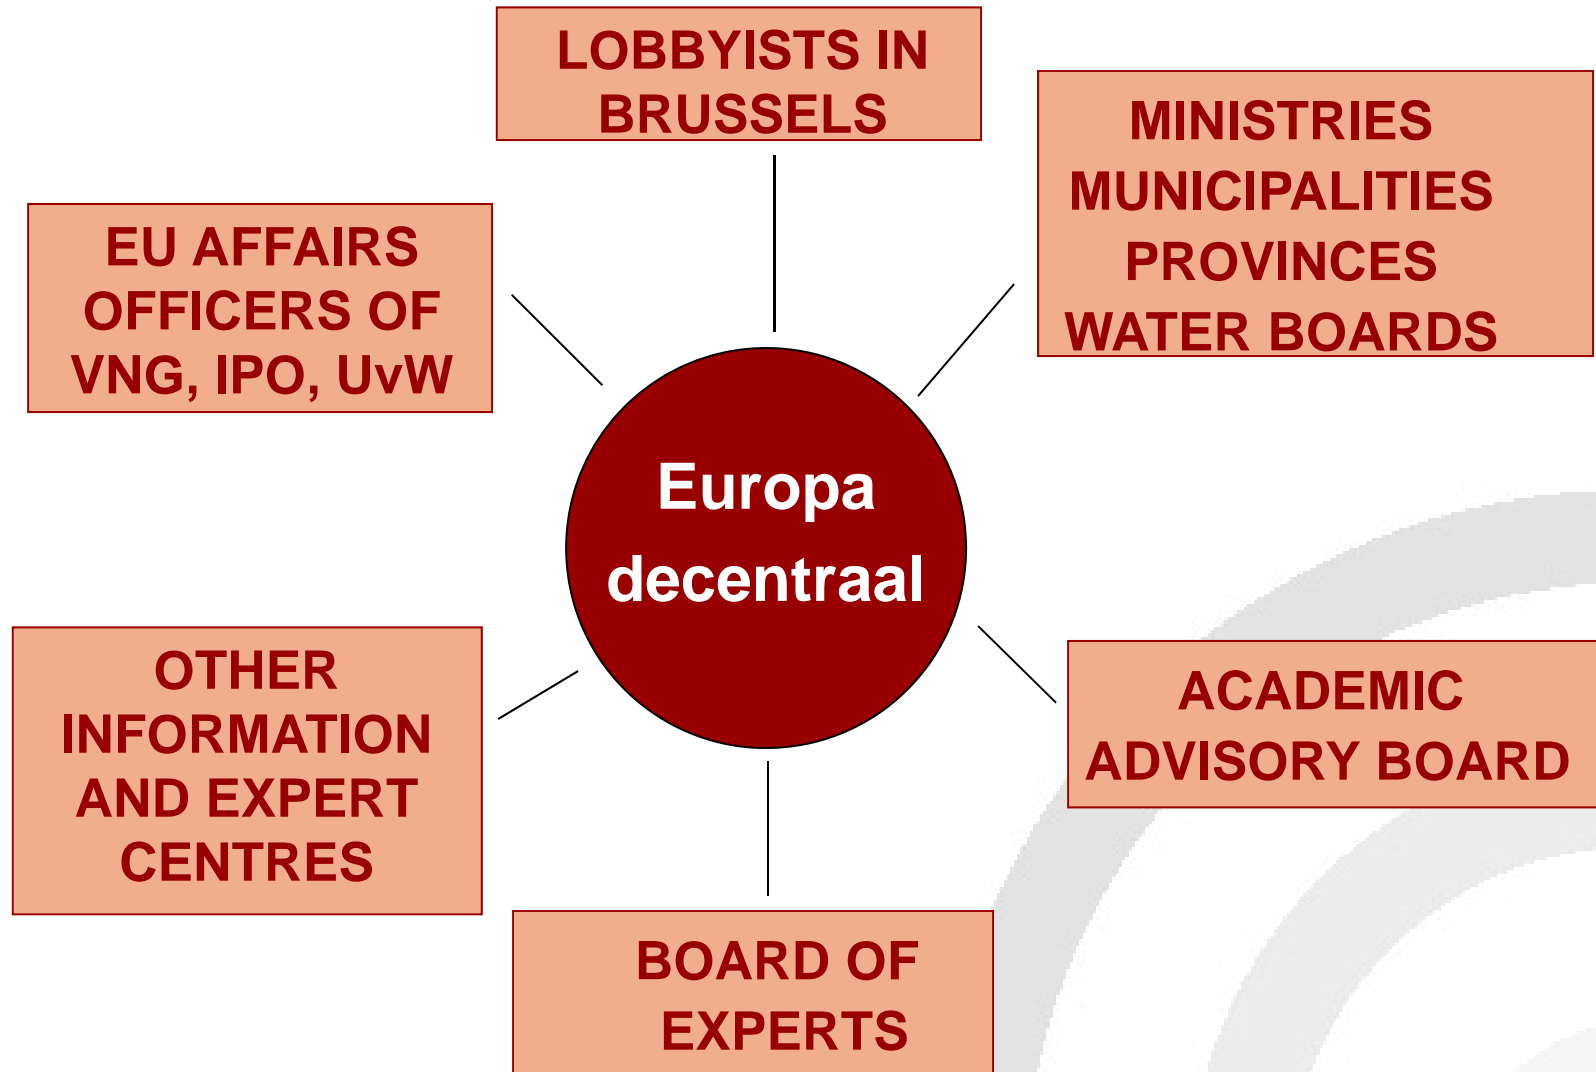 LOBBYISTS IN
BRUSSELS
MINISTRIES
MUNICIPALITIES
PROVINCES
WATER BOARDS
EU AFFAIRS
OFFICERS OF
VNG, IPO, UvW
Europa
decentraal
OTHER
INFORMATION
AND EXPERT
CENTRES
ACADEMIC
ADVISORY BOARD
BOARD OF
EXPERTS